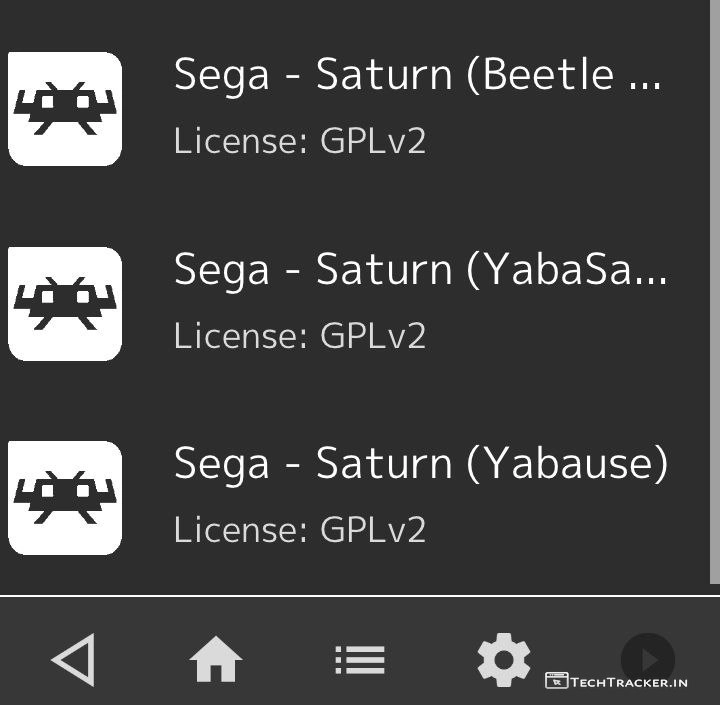 Sega - Saturn (Beetle ...
License: GPLv2
Sega - Saturn (YabaSa...
License: GPLv2
Sega - Saturn (Yabause)
License: GPLv2
TECHTRACKER.IN